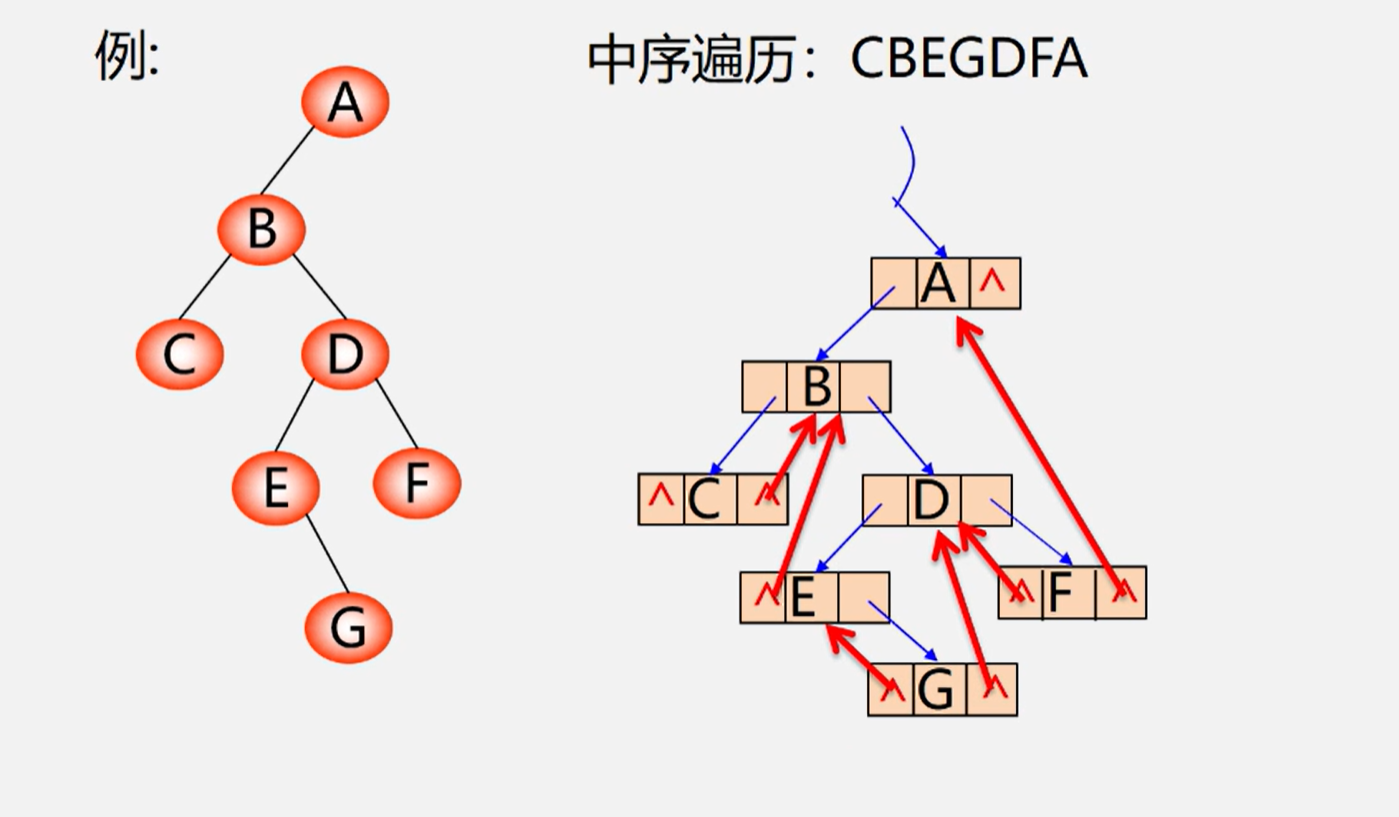 例:
中序遍历：CBEGDFA
A
B
C
D
E
F
G
A ^
B
^ C ^
D
^ E
^ F ^
^ G ^